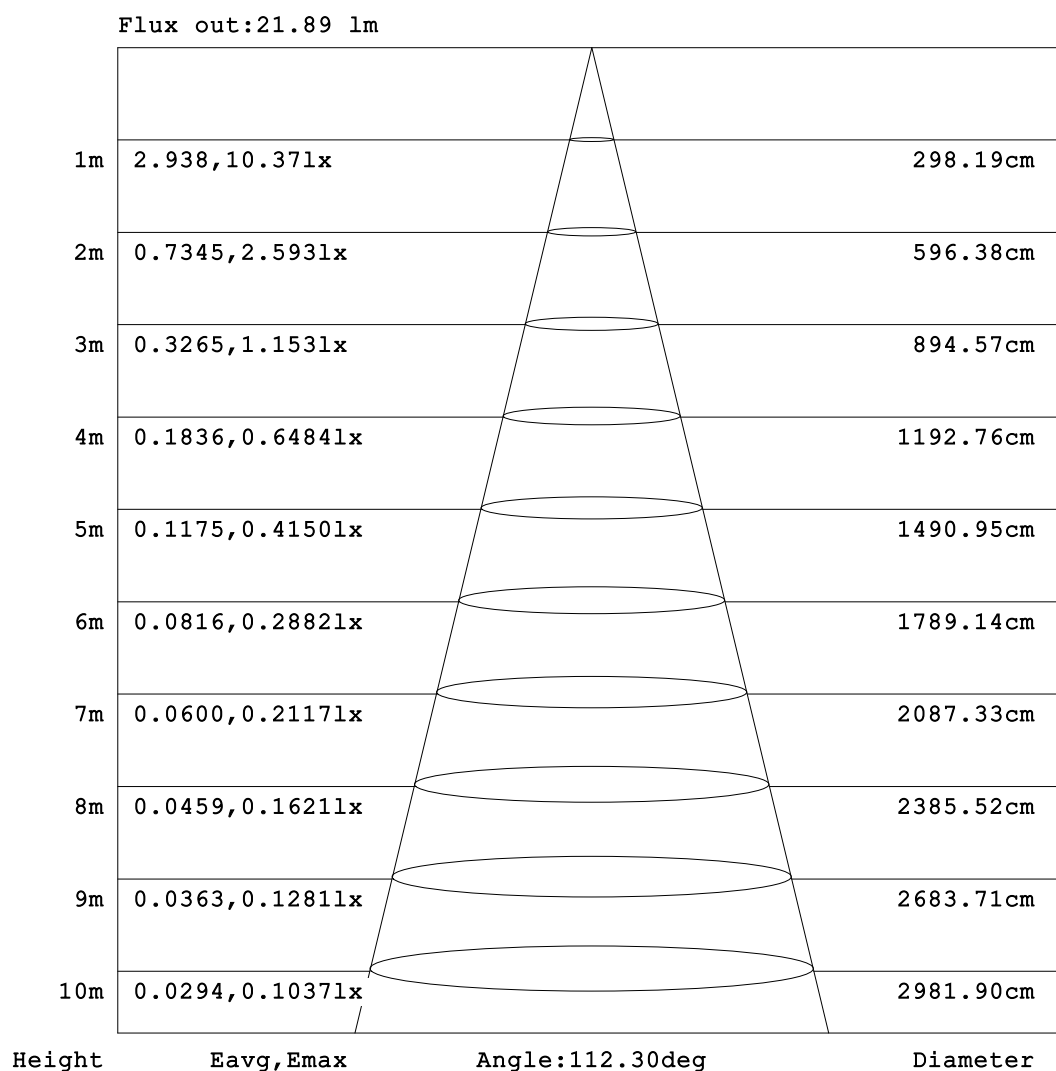 Flux out:21.89 lm
1m 2.938,10.37lx 298.19cm
2m 0.7345,2.593lx 596.38cm
3m 0.3265,1.153lx 894.57cm
4m 0.1836,0.6484lx 1192.76cm
5m 0.1175,0.4150lx 1490.95cm
6m 0.0816,0.2882lx 1789.14cm
7m 0.0600,0.2117lx 2087.33cm
8m 0.0459,0.1621lx 2385.52cm
9m 0.0363,0.1281lx 2683.71cm
10m 0.0294,0.1037lx 2981.90cm
Height Eavg,Emax Angle:112.30deg Diameter